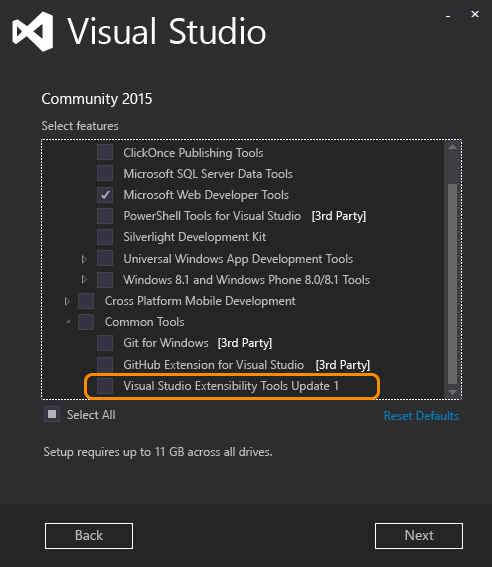 Visual Studio
Community 2015
Select features
ClickOnce Publishing Tools
Microsoft SQL Server Data Tools
Microsoft Web Developer Tools
PowerShell Tools for Visual Studio [3rd Party]
Silverlight Development Kit
Universal Windows App Development Tools
Windows 8.1 and Windows Phone 8.0/8.1 Tools
Cross Platform Mobile Development
Common Tools
Git for Windows [3rd Party]
GitHub Extension for Visual Studio [3rd Party]
Visual Studio Extensibility Tools Update 1
Select All Reset Defaults
Setup requires up to 11 GB across all drives.
Back Next